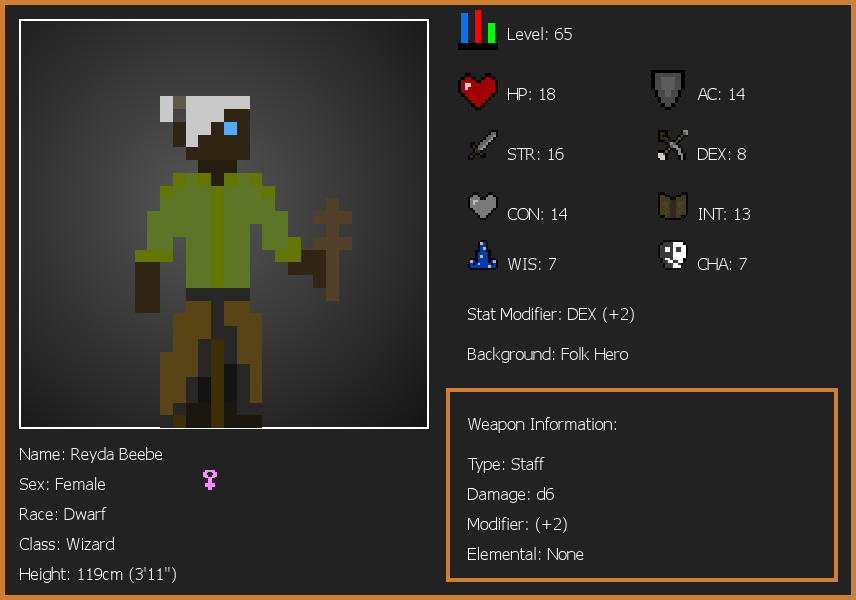 Level: 65
HP: 18
AC: 14
STR: 16
DEX: 8
CON: 14
INT: 13
WIS: 7
CHA: 7
Stat Modifier: DEX (+2)
Background: Folk Hero
Weapon Information:
Type: Staff
Damage: d6
Modifier: (+2)
Elemental: None
Name: Reyda Beebe
Sex: Female
Race: Dwarf
Class: Wizard
Height: 119cm (3'11")